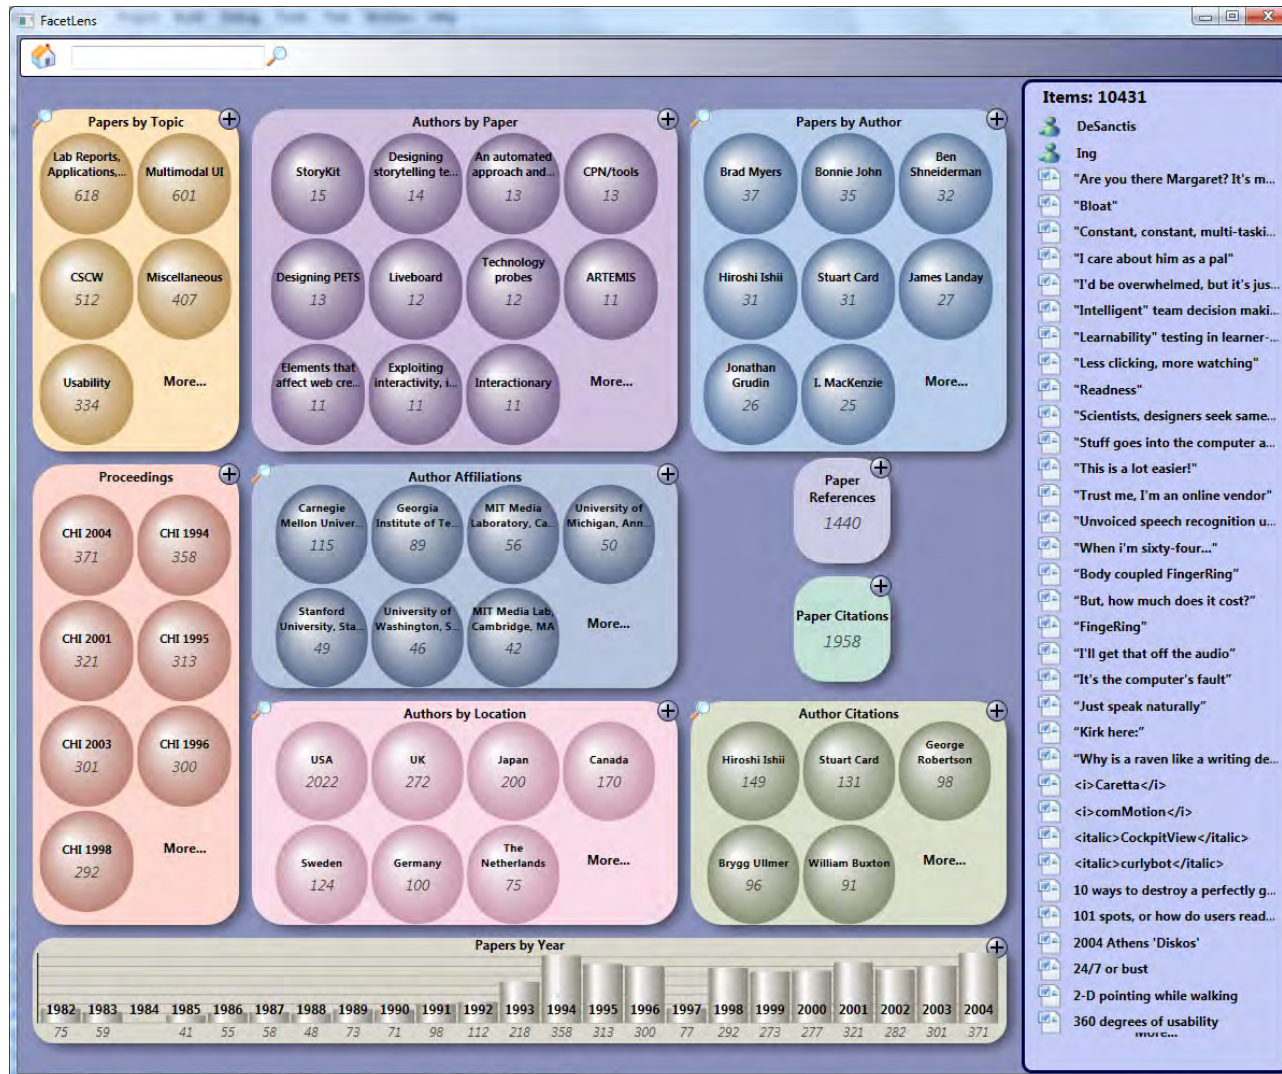 FacetLens
Papers by Topic
Lab Reports,
Applications,...
618
Multimodal UI
601
CSCW
512
Miscellaneous
407
Usability
334
More...
Authors by Paper
StoryKit
15
Designing
storytelling te...
14
An automated
approach and...
13
CPN/tools
13
Designing PETS
13
Liveboard
12
Technology
probes
12
ARTEMIS
11
Elements that
affect web cre...
11
Exploiting
interactivity, i...
11
Interactionary
11
More...
Papers by Author
Brad Myers
37
Bonnie John
35
Ben
Shneiderman
32
Hiroshi Ishii
31
Stuart Card
31
James Landay
27
Jonathan
Grudin
26
I. MacKenzie
25
More...
Proceedings
CHI 2004
371
CHI 1994
358
CHI 2001
321
CHI 1995
313
CHI 2003
301
CHI 1996
300
CHI 1998
292
More...
Author Affiliations
Carnegie
Mellon Univer...
115
Georgia
Institute of Te...
89
MIT Media
Laboratory, Ca...
56
University of
Michigan, Ann...
50
Stanford
University, Sta...
49
University of
Washington, S...
46
MIT Media Lab,
Cambridge, MA
42
More...
Paper
References
1440
Paper Citations
1958
Authors by Location
USA
2022
UK
272
Japan
200
Canada
170
Sweden
124
Germany
100
The
Netherlands
75
More...
Author Citations
Hiroshi Ishii
149
Stuart Card
131
George
Robertson
98
Brygg Ullmer
96
William Buxton
91
More...
Papers by Year
1982 1983 1984 1985 1986 1987 1988 1989 1990 1991 1992 1993 1994 1995 1996 1997 1998 1999 2000 2001 2002 2003 2004
75 59 41 55 58 48 73 71 98 112 218 358 313 300 77 292 273 277 321 282 301 371
Items: 10431
DeSanctis
Ing
"Are you there Margaret? It's m...
"Bloat"
"Constant, constant, multi-taski...
"I care about him as a pal"
"I'd be overwhelmed, but it's jus...
"Intelligent" team decision maki...
"Learnability" testing in learner-...
"Less clicking, more watching"
"Readness"
"Scientists, designers seek same...
"Stuff goes into the computer a...
"This is a lot easier!"
"Trust me, I'm an online vendor"
"Unvoiced speech recognition u...
"When i'm sixty-four..."
“Body coupled FingerRing”
“But, how much does it cost?”
“FingeRing”
“I'll get that off the audio”
“It's the computer's fault”
“Just speak naturally”
“Kirk here:”
“Why is a raven like a writing de...
<i>Caretta</i>
<i>comMotion</i>
<italic>CockpitView</italic>
<italic>curlybot</italic>
10 ways to destroy a perfectly g...
101 spots, or how do users read...
2004 Athens 'Diskos'
24/7 or bust
2-D pointing while walking
360 degrees of usability
More...